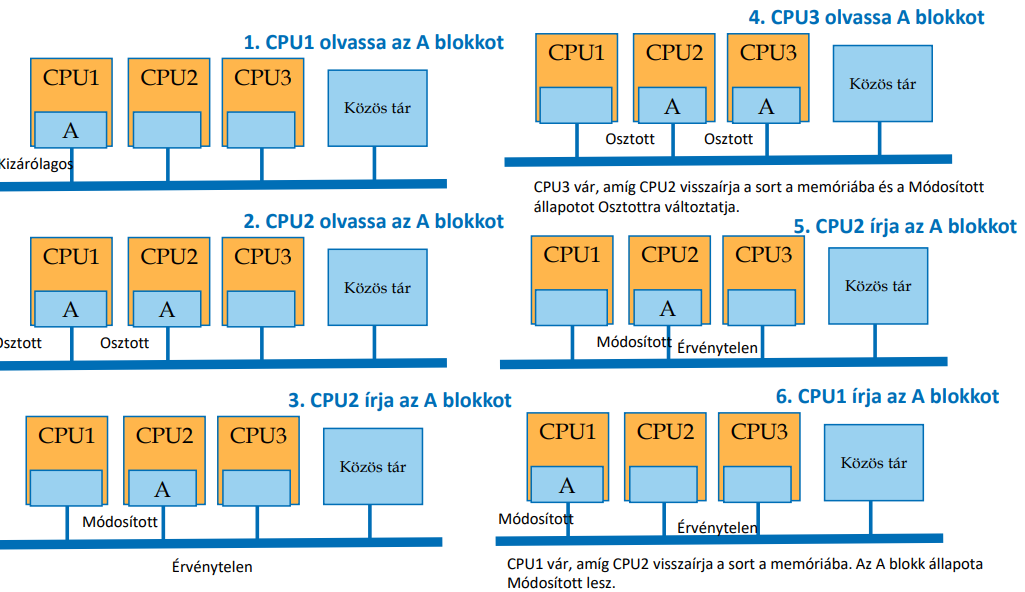 1. CPU1 olvassa az A blokkot
CPU1 CPU2 CPU3
Közös tár
A
Kizárólagos
2. CPU2 olvassa az A blokkot
CPU1 CPU2 CPU3
Közös tár
A A
Osztott Osztott
3. CPU2 írja az A blokkot
CPU1 CPU2 CPU3
Közös tár
A
Módosított
Érvénytelen
4. CPU3 olvassa az A blokkot
CPU1 CPU2 CPU3
Közös tár
A A
Osztott Osztott
CPU3 vár, amíg CPU2 visszaírja a sort a memóriába és a Módosított
állapotot Osztottra változtatja.
5. CPU2 írja az A blokkot
CPU1 CPU2 CPU3
Közös tár
A
Módosított Érvénytelen
6. CPU1 írja az A blokkot
CPU1 CPU2 CPU3
Közös tár
A
Módosított Érvénytelen
CPU1 vár, amíg CPU2 visszaírja a sort a memóriába. Az A blokk állapota
Módosított lesz.